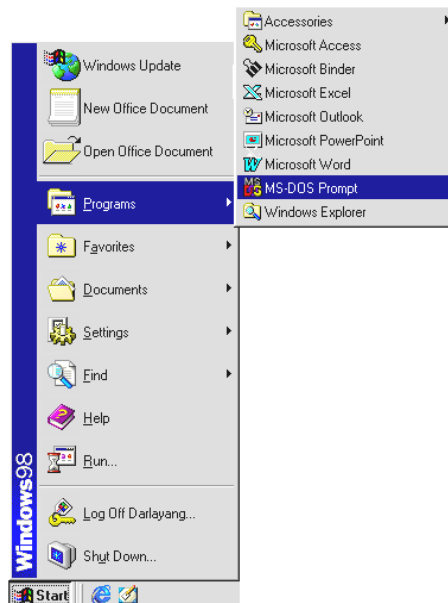 Accessories
Microsoft Access
Microsoft Binder
Microsoft Excel
Microsoft Outlook
Microsoft PowerPoint
Microsoft Word
MS-DOS Prompt
Windows Explorer
Windows Update
New Office Document
Open Office Document
Programs
Favorites
Documents
Settings
Find
Help
Run...
Log Off Darlayang...
Shut Down...
Windows98
Start